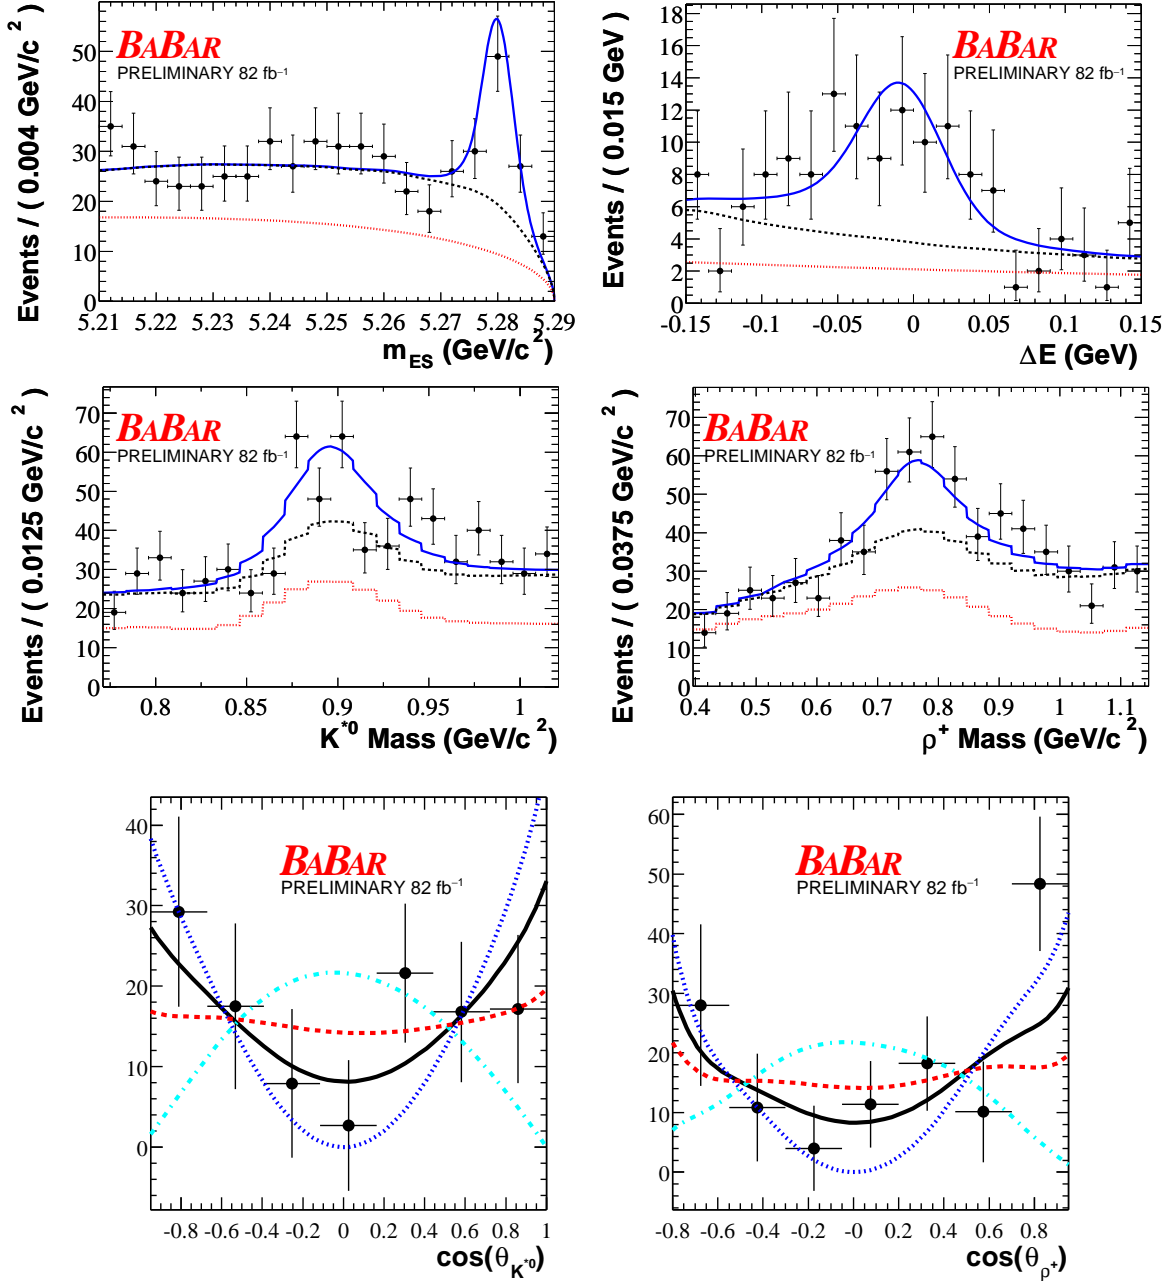 Events / ( 0.004 GeV/c ² )
50
40
30
20
10
0
BABAR
PRELIMINARY 82 fb⁻¹
5.21 5.22 5.23 5.24 5.25 5.26 5.27 5.28 5.29
m_ES (GeV/c²)
Events / ( 0.015 GeV )
18
16
14
12
10
8
6
4
2
0
BABAR
PRELIMINARY 82 fb⁻¹
-0.15 -0.1 -0.05 0 0.05 0.1 0.15
ΔE (GeV)
Events / ( 0.0125 GeV/c ² )
70
60
50
40
30
20
10
0
BABAR
PRELIMINARY 82 fb⁻¹
0.8 0.85 0.9 0.95 1
K*⁰ Mass (GeV/c ²)
Events / ( 0.0375 GeV/c ² )
70
60
50
40
30
20
10
0
BABAR
PRELIMINARY 82 fb⁻¹
0.4 0.5 0.6 0.7 0.8 0.9 1 1.1
ρ⁺ Mass (GeV/c ²)
40
30
20
10
0
BABAR
PRELIMINARY 82 fb⁻¹
-0.8 -0.6 -0.4 -0.2 0 0.2 0.4 0.6 0.8 1
cos(θ_K*⁰)
60
50
40
30
20
10
0
BABAR
PRELIMINARY 82 fb⁻¹
-0.8 -0.6 -0.4 -0.2 -0.0 0.2 0.4 0.6 0.8
cos(θ_ρ⁺)